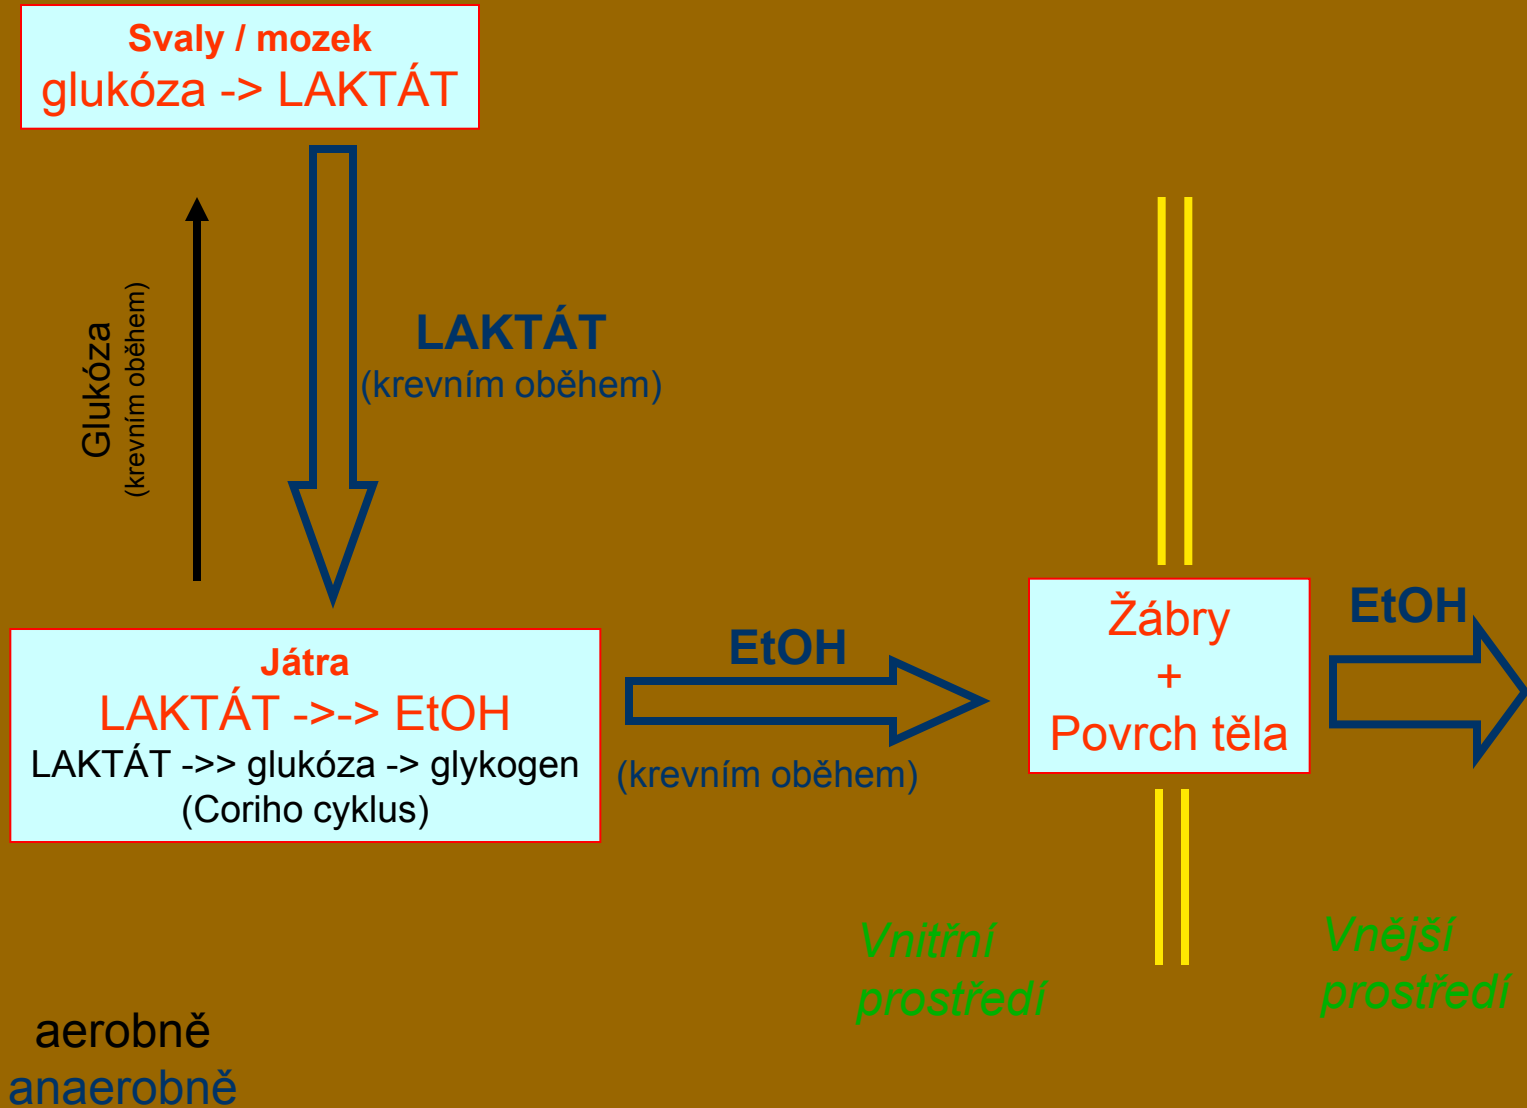 Svaly / mozek
glukóza -> LAKTÁT
Glukóza
(krevním oběhem)
LAKTÁT
(krevním oběhem)
Játra
LAKTÁT ->-> EtOH
LAKTÁT ->> glukóza -> glykogen
(Coriho cyklus)
EtOH
(krevním oběhem)
Žábry
+
Povrch těla
EtOH
Vnitřní
prostředí
Vnější
prostředí
aerobně
anaerobně